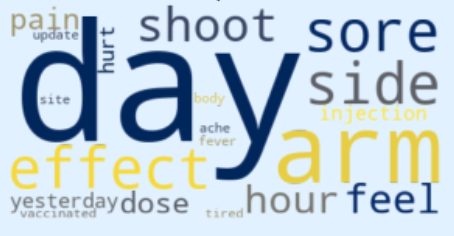 pain
update
hurt
shoot
sore
day
side
site
body
injection
ache
fever
arm
effect
yesterday
vaccinated
dose
tired
hour
feel